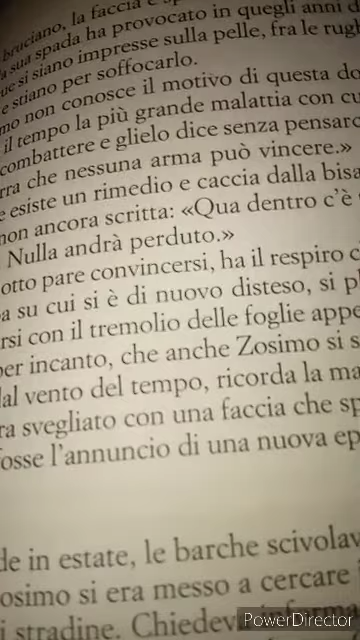 bruciano, la faccia è
sua spada ha provocato in quegli anni d
ue si siano impresse sulla pelle, fra le rugh
e stiano per soffocarlo.
mo non conosce il motivo di questa do
il tempo la più grande malattia con cu
combattere e glielo dice senza pensarc
rra che nessuna arma può vincere.»
e esiste un rimedio e caccia dalla bisa
non ancora scritta: «Qua dentro c'è
Nulla andrà perduto.»
otto pare convincersi, ha il respiro c
a su cui si è di nuovo disteso, si p
rsi con il tremolio delle foglie appe
per incanto, che anche Zosimo si s
dal vento del tempo, ricorda la ma
ra svegliato con una faccia che sp
fosse l'annuncio di una nuova ep
de in estate, le barche scivolav
osimo si era messo a cercare
i stradine. Chiedeva informa
PowerDirector